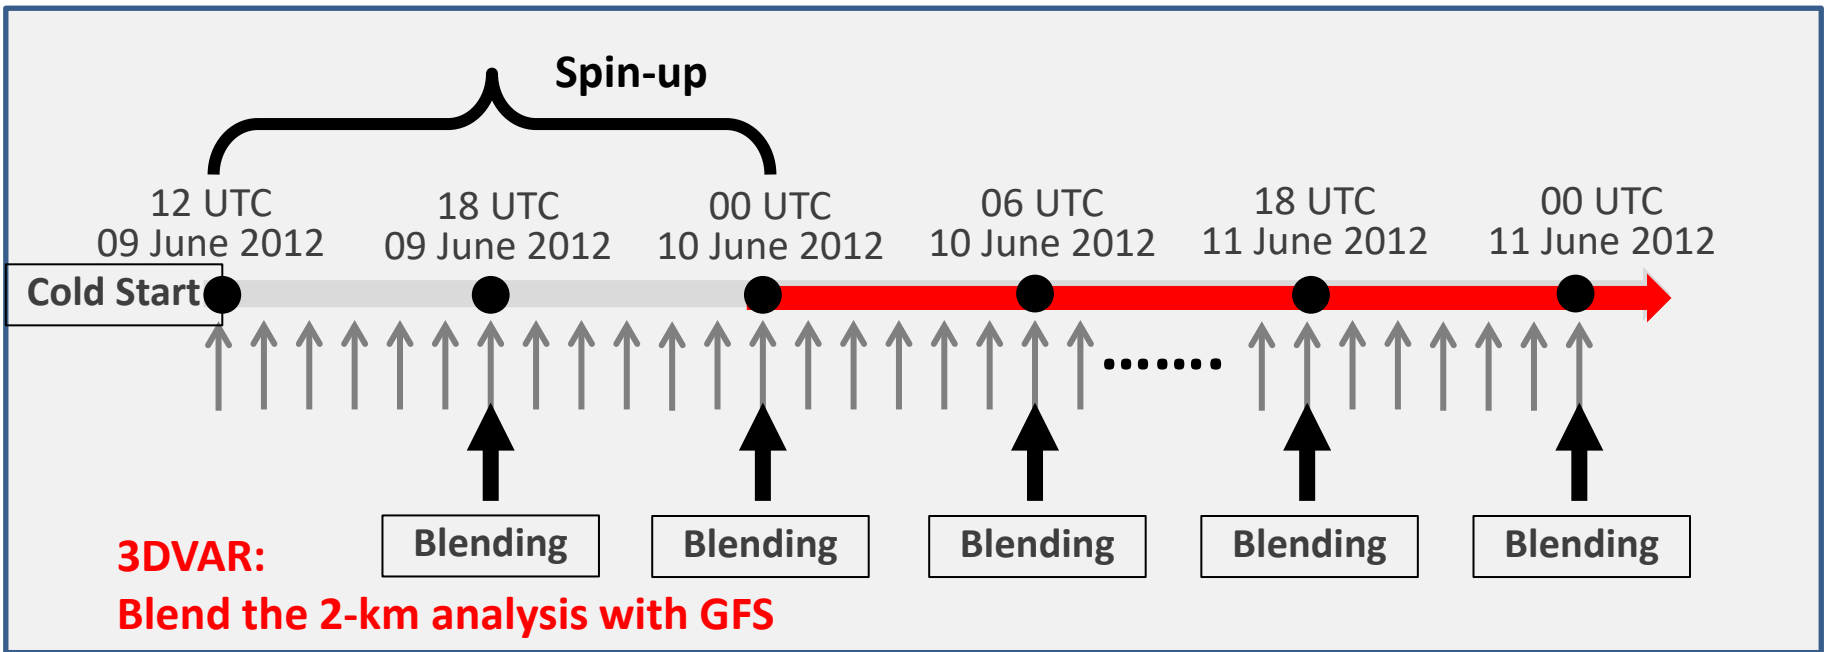 Spin-up
12 UTC
09 June 2012
18 UTC
09 June 2012
00 UTC
10 June 2012
06 UTC
10 June 2012
18 UTC
11 June 2012
00 UTC
11 June 2012
Cold Start
Blending
Blending
Blending
Blending
Blending
3DVAR:
Blend the 2-km analysis with GFS